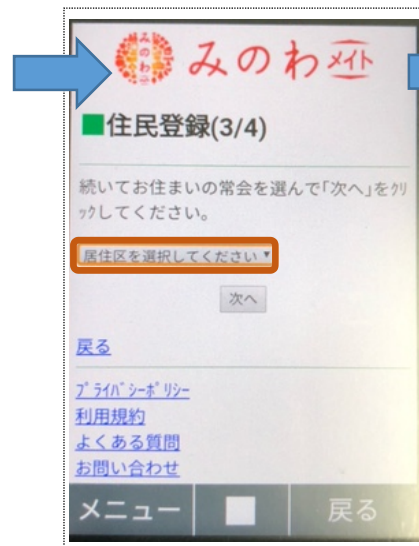 みのわ
みのわメイト
■住民登録(3/4)
続いてお住まいの常会を選んで｢次へ｣をｸﾘ
ｯｸしてください。
居住区を選択してください▼
次へ
戻る
ﾌﾟﾗｲﾊﾞｼｰﾎﾟﾘｼｰ
利用規約
よくある質問
お問い合わせ
メニュー ■ 戻る